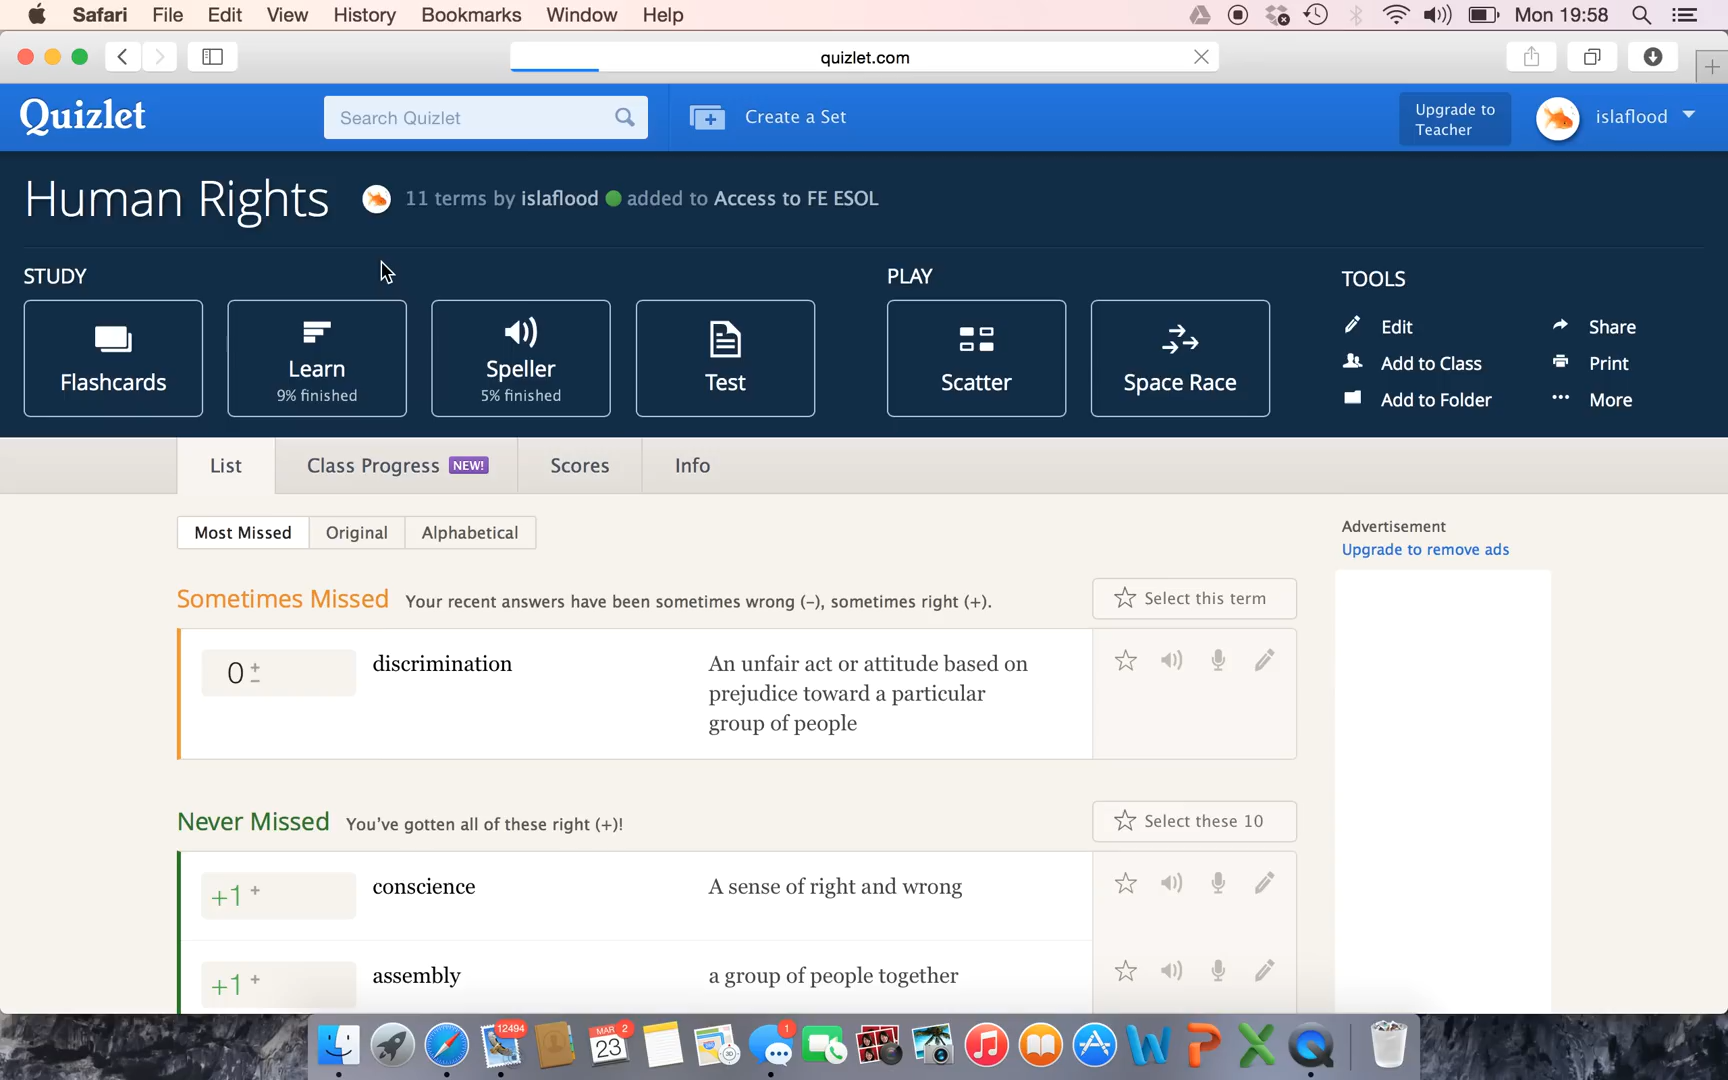 Safari File Edit View History Bookmarks Window Help Mon 19:58
quizlet.com
Quizlet Search Quizlet Create a Set Upgrade to Teacher islaflood
Human Rights 11 terms by islaflood added to Access to FE ESOL
STUDY PLAY TOOLS
Flashcards
Learn
9% finished
Speller
5% finished
Test
Scatter
Space Race
Edit Share
Add to Class Print
Add to Folder More
List Class Progress NEW! Scores Info
Most Missed Original Alphabetical
Advertisement
Upgrade to remove ads
Sometimes Missed Your recent answers have been sometimes wrong (–), sometimes right (+). Select this term
0 + – discrimination An unfair act or attitude based on
prejudice toward a particular
group of people
Never Missed You've gotten all of these right (+)! Select these 10
+1 + conscience A sense of right and wrong
+1 + assembly a group of people together
12494 MAR 2 23 3D 1